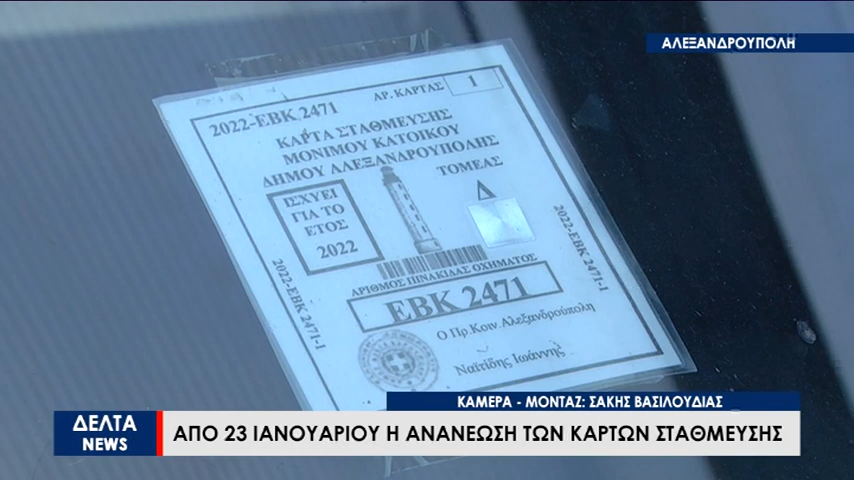 ΑΛΕΞΑΝΔΡΟΥΠΟΛΗ
2022-ΕΒΚ 2471
ΑΡ. ΚΑΡΤΑΣ 1
ΚΑΡΤΑ ΣΤΑΘΜΕΥΣΗΣ
ΜΟΝΙΜΟΥ ΚΑΤΟΙΚΟΥ
ΔΗΜΟΥ ΑΛΕΞΑΝΔΡΟΥΠΟΛΗΣ
ΙΣΧΥΕΙ
ΓΙΑ ΤΟ
ΕΤΟΣ
2022
ΤΟΜΕΑΣ
Δ
2022-ΕΒΚ 2471-1
2022-ΕΒΚ 2471-1
ΑΡΙΘΜΟΣ ΠΙΝΑΚΙΔΑΣ ΟΧΗΜΑΤΟΣ
ΕΒΚ 2471
Ο Πρ.Κοιν.Αλεξανδρούπολη
Ναϊτίδης Ιωάννης
ΚΑΜΕΡΑ - ΜΟΝΤΑΖ: ΣΑΚΗΣ ΒΑΣΙΛΟΥΔΙΑΣ
ΔΕΛΤΑ
NEWS
ΑΠΟ 23 ΙΑΝΟΥΑΡΙΟΥ Η ΑΝΑΝΕΩΣΗ ΤΩΝ ΚΑΡΤΩΝ ΣΤΑΘΜΕΥΣΗΣ